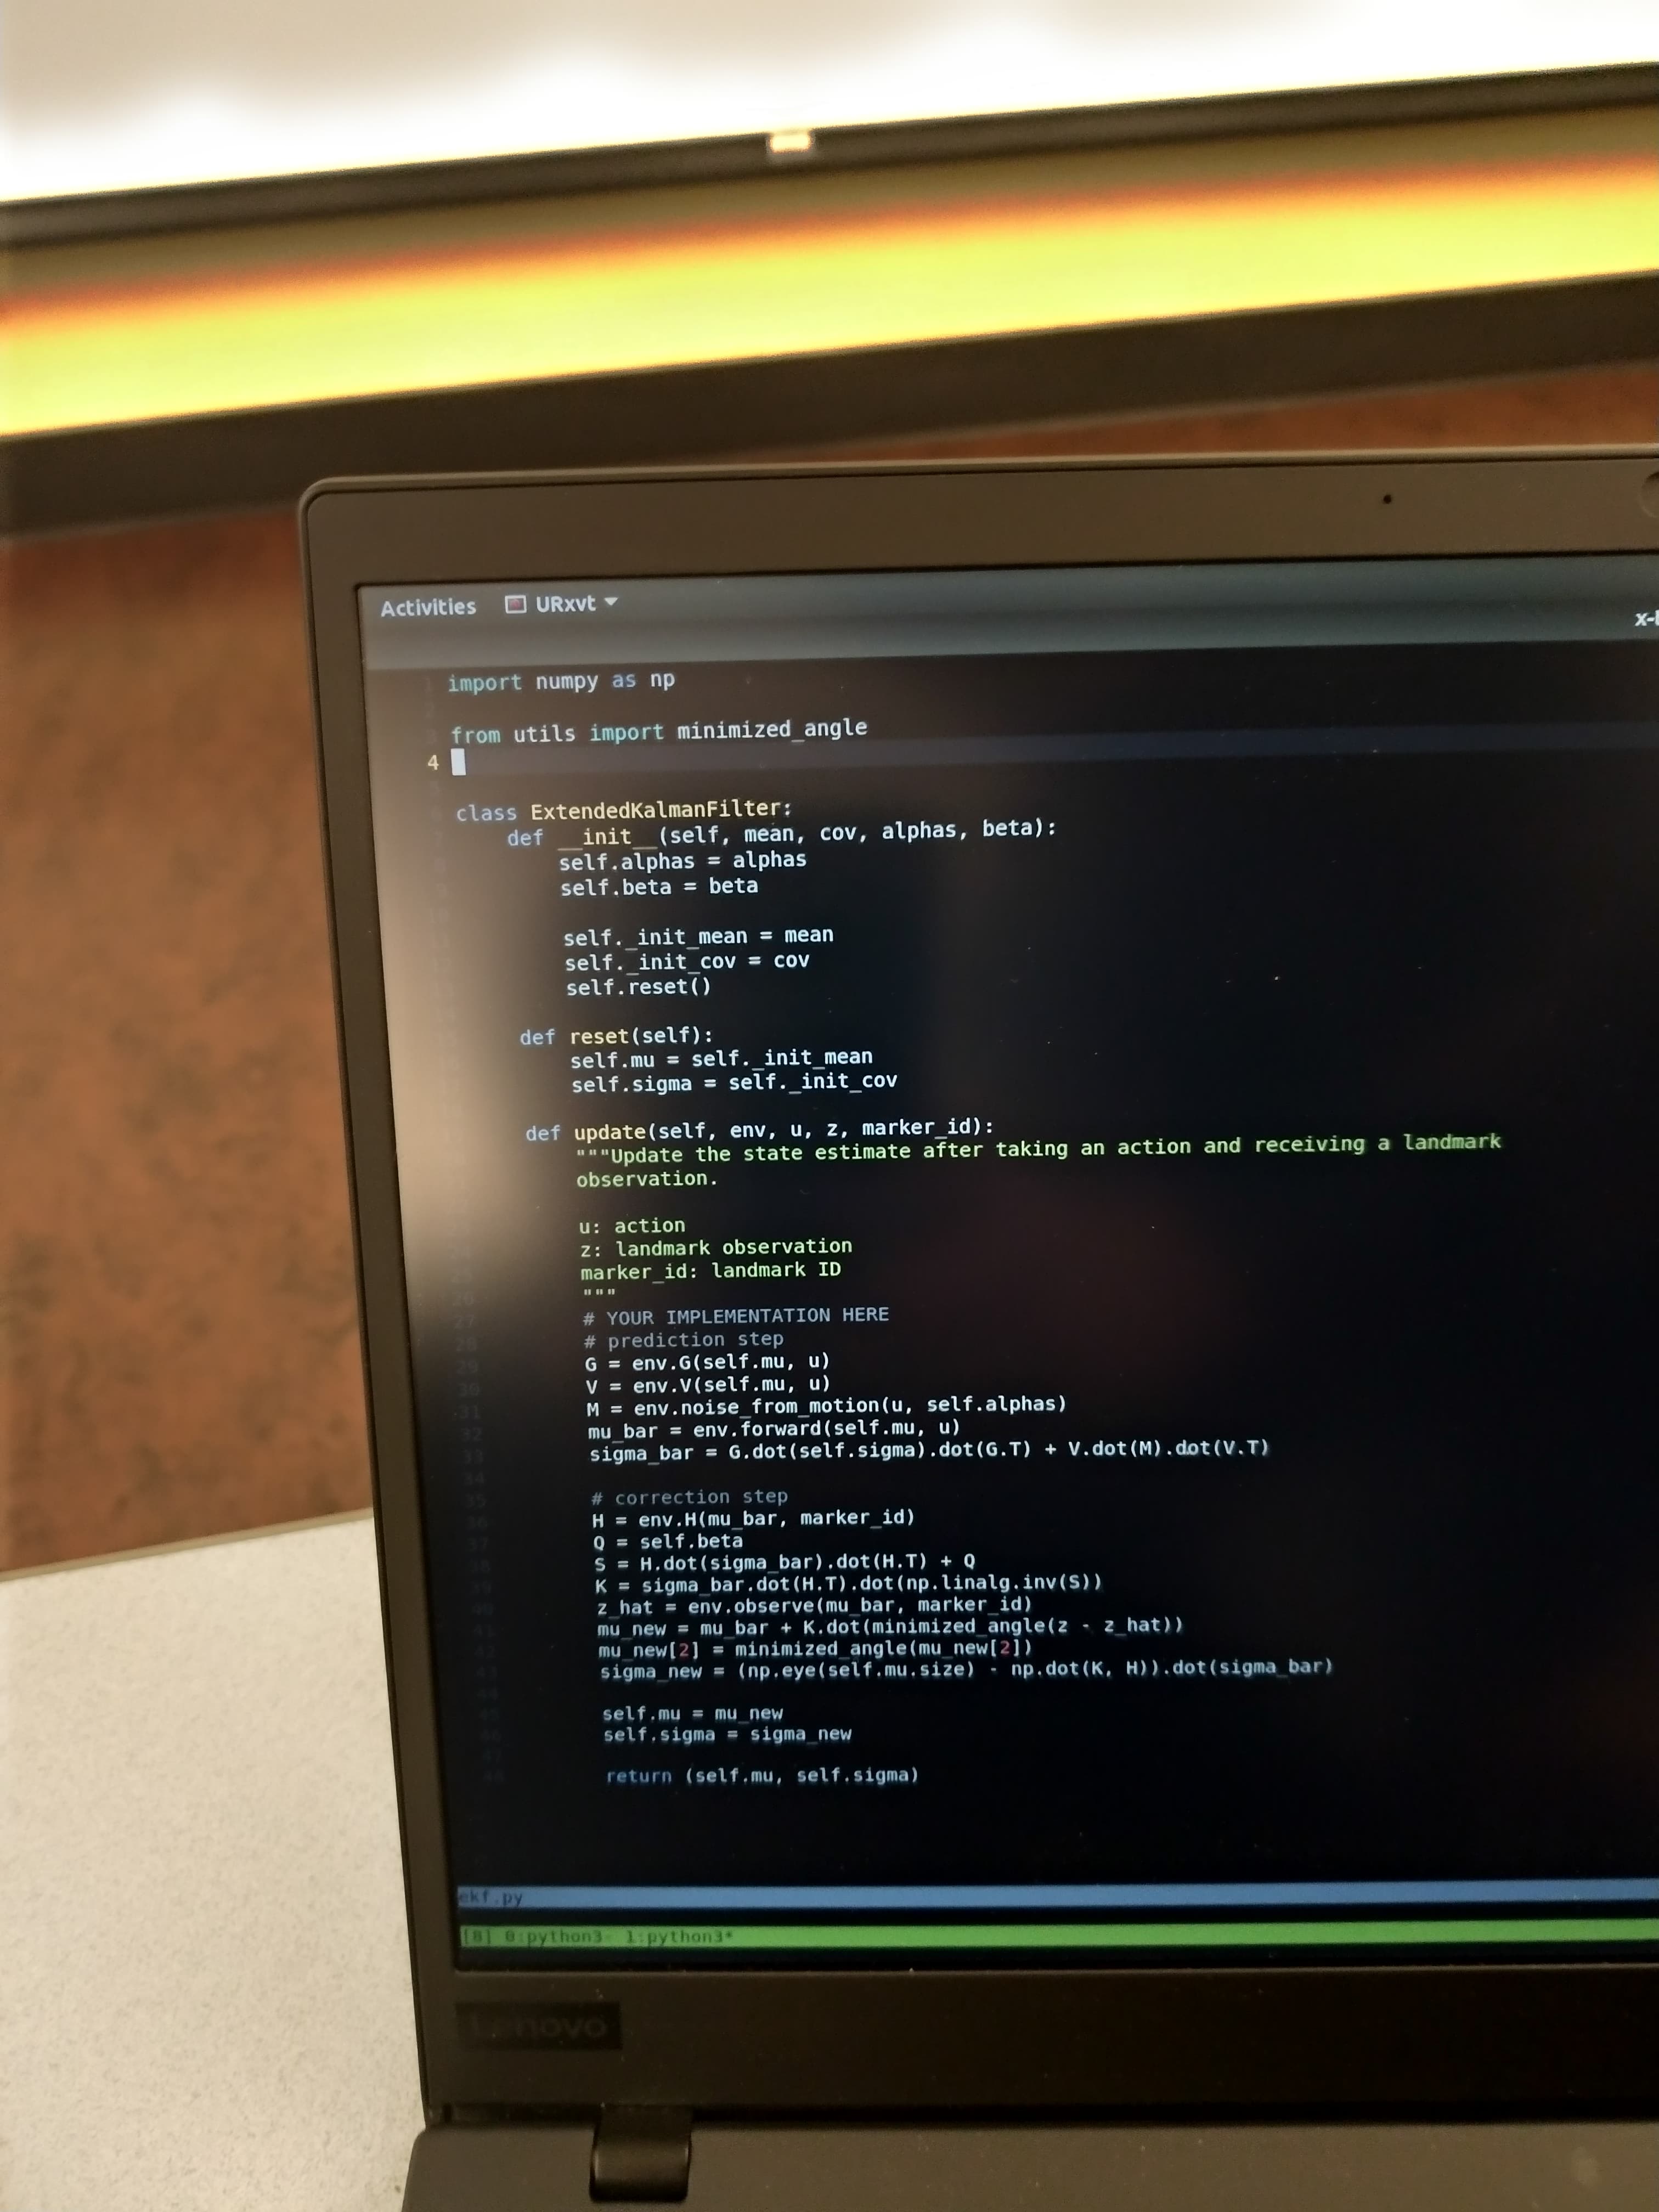 Activities URxvt
import numpy as np
from utils import minimized_angle
4
class ExtendedKalmanFilter:
    def __init__(self, mean, cov, alphas, beta):
        self.alphas = alphas
        self.beta = beta
        self._init_mean = mean
        self._init_cov = cov
        self.reset()
    def reset(self):
        self.mu = self._init_mean
        self.sigma = self._init_cov
    def update(self, env, u, z, marker_id):
        """Update the state estimate after taking an action and receiving a landmark
        observation.
        u: action
        z: landmark observation
        marker_id: landmark ID
        """
        # YOUR IMPLEMENTATION HERE
        # prediction step
        G = env.G(self.mu, u)
        V = env.V(self.mu, u)
        M = env.noise_from_motion(u, self.alphas)
        mu_bar = env.forward(self.mu, u)
        sigma_bar = G.dot(self.sigma).dot(G.T) + V.dot(M).dot(V.T)
        # correction step
        H = env.H(mu_bar, marker_id)
        Q = self.beta
        S = H.dot(sigma_bar).dot(H.T) + Q
        K = sigma_bar.dot(H.T).dot(np.linalg.inv(S))
        z_hat = env.observe(mu_bar, marker_id)
        mu_new = mu_bar + K.dot(minimized_angle(z - z_hat))
        mu_new[2] = minimized_angle(mu_new[2])
        sigma_new = (np.eye(self.mu.size) - np.dot(K, H)).dot(sigma_bar)
        self.mu = mu_new
        self.sigma = sigma_new
        return (self.mu, self.sigma)
ekf.py
[8] 0:python3- 1:python3*
Lenovo